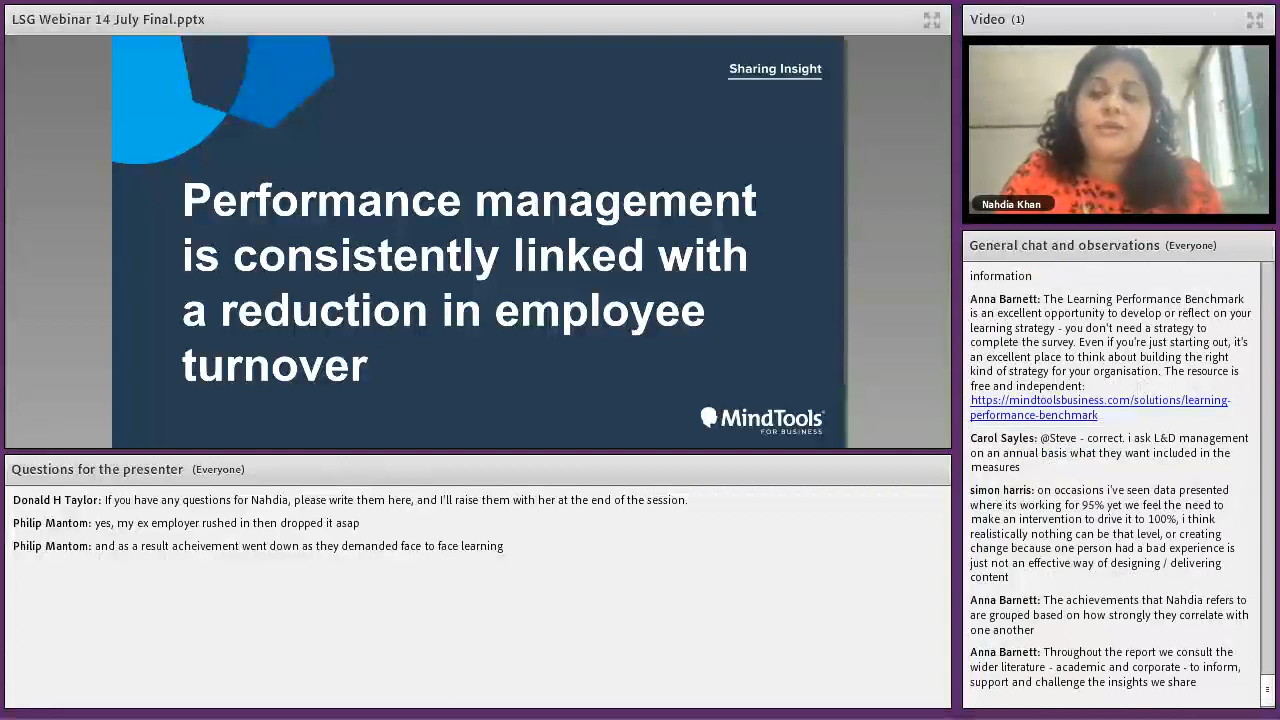 LSG Webinar 14 July Final.pptx
Sharing Insight
Performance management
is consistently linked with
a reduction in employee
turnover
MindTools
FOR BUSINESS
Questions for the presenter (Everyone)
Donald H Taylor: If you have any questions for Nahdia, please write them here, and I'll raise them with her at the end of the session.
Philip Mantom: yes, my ex employer rushed in then dropped it asap
Philip Mantom: and as a result acheivement went down as they demanded face to face learning
Video (1)
Nahdia Khan
General chat and observations (Everyone)
information
Anna Barnett: The Learning Performance Benchmark
is an excellent opportunity to develop or reflect on your
learning strategy - you don't need a strategy to
complete the survey. Even if you're just starting out, it's
an excellent place to think about building the right
kind of strategy for your organisation. The resource is
free and independent:
https://mindtoolsbusiness.com/solutions/learning-
performance-benchmark
Carol Sayles: @Steve - correct. i ask L&D management
on an annual basis what they want included in the
measures
simon harris: on occasions i've seen data presented
where its working for 95% yet we feel the need to
make an intervention to drive it to 100%, i think
realistically nothing can be that level, or creating
change because one person had a bad experience is
just not an effective way of designing / delivering
content
Anna Barnett: The achievements that Nahdia refers to
are grouped based on how strongly they correlate with
one another
Anna Barnett: Throughout the report we consult the
wider literature - academic and corporate - to inform,
support and challenge the insights we share